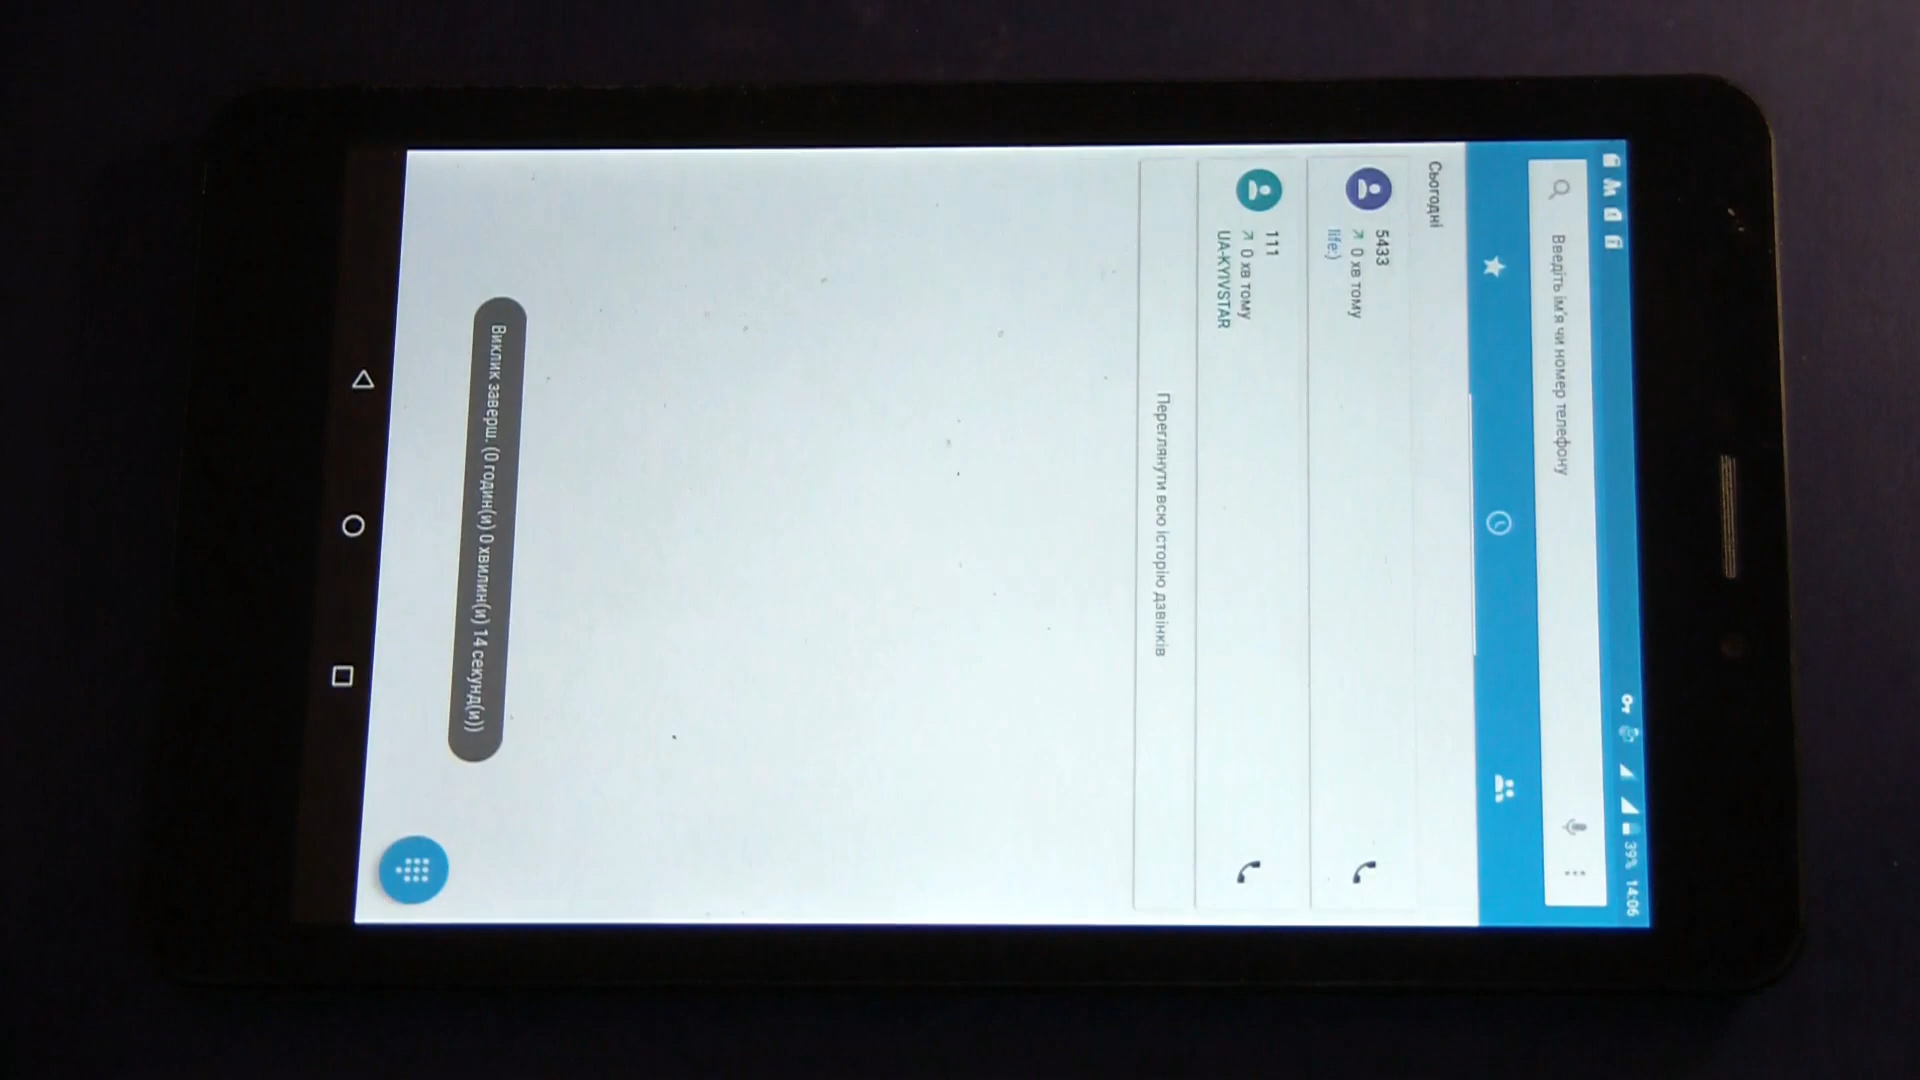 39% 14:06
Введіть ім'я чи номер телефону
Сьогодні
5433
0 хв тому
life:)
111
0 хв тому
UA-KYIVSTAR
Переглянути всю історію дзвінків
Виклик заверш. (0 годин(и) 0 хвилин(и) 14 секунд(и))